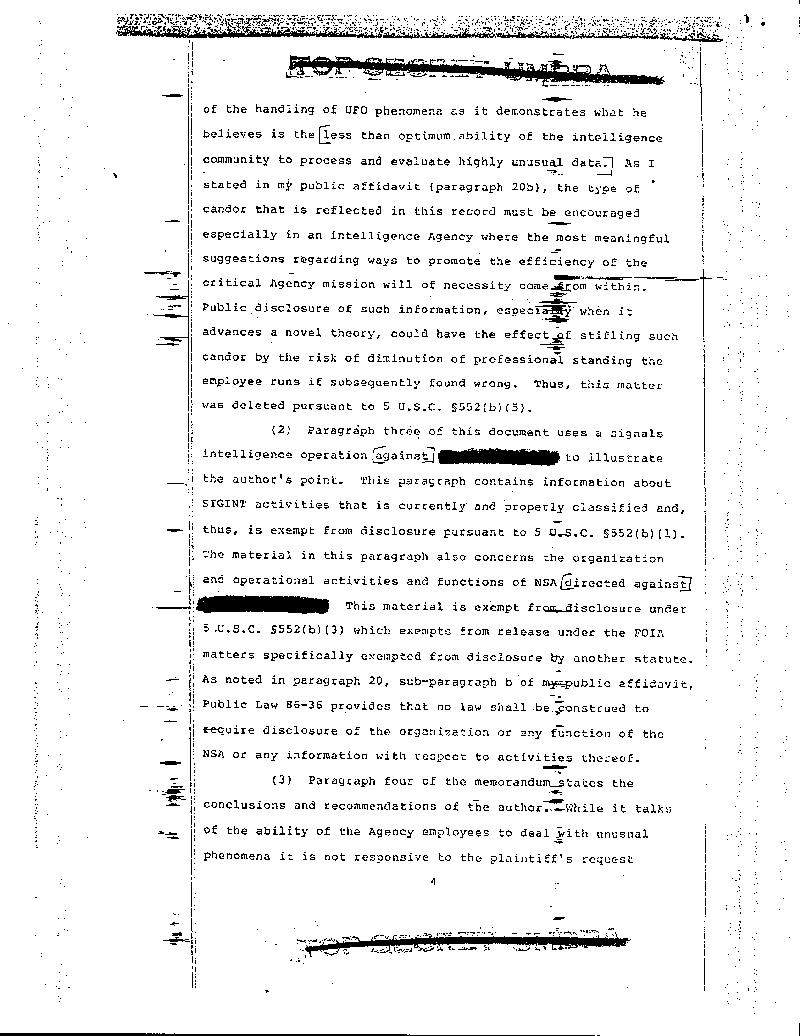 TOP SECRET UMBRA
of the handling of UFO phenomena as it demonstrates what he
believes is the [less than optimum ability of the intelligence
community to process and evaluate highly unusual data.] As I
stated in my public affidavit (paragraph 20b), the type of
candor that is reflected in this record must be encouraged
especially in an Intelligence Agency where the most meaningful
suggestions regarding ways to promote the efficiency of the
critical Agency mission will of necessity come from within.
Public disclosure of such information, especially when it
advances a novel theory, could have the effect of stifling such
candor by the risk of diminution of professional standing the
employee runs if subsequently found wrong. Thus, this matter
was deleted pursuant to 5 U.S.C. §552(b)(5).
(2) Paragraph three of this document uses a signals
intelligence operation [against] to illustrate
the author's point. This paragraph contains information about
SIGINT activities that is currently and properly classified and,
thus, is exempt from disclosure pursuant to 5 U.S.C. §552(b)(1).
The material in this paragraph also concerns the organization
and operational activities and functions of NSA [directed against]
This material is exempt from disclosure under
5 U.S.C. §552(b)(3) which exempts from release under the FOIA
matters specifically exempted from disclosure by another statute.
As noted in paragraph 20, sub-paragraph b of my public affidavit,
Public Law 86-36 provides that no law shall be construed to
require disclosure of the organization or any function of the
NSA or any information with respect to activities thereof.
(3) Paragraph four of the memorandum states the
conclusions and recommendations of the author. While it talks
of the ability of the Agency employees to deal with unusual
phenomena it is not responsive to the plaintiff's request
4
TOP SECRET UMBRA